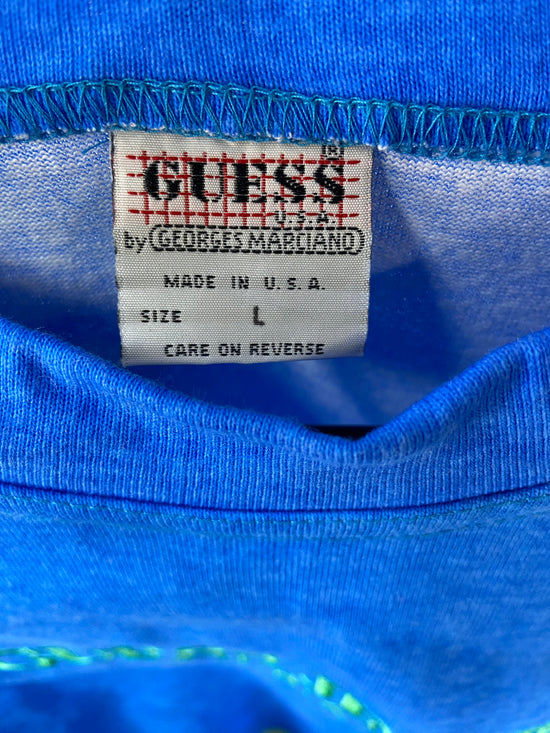 GUESS ®
U.S.A.
by GEORGES MARCIANO
MADE IN U.S.A.
SIZE L
CARE ON REVERSE